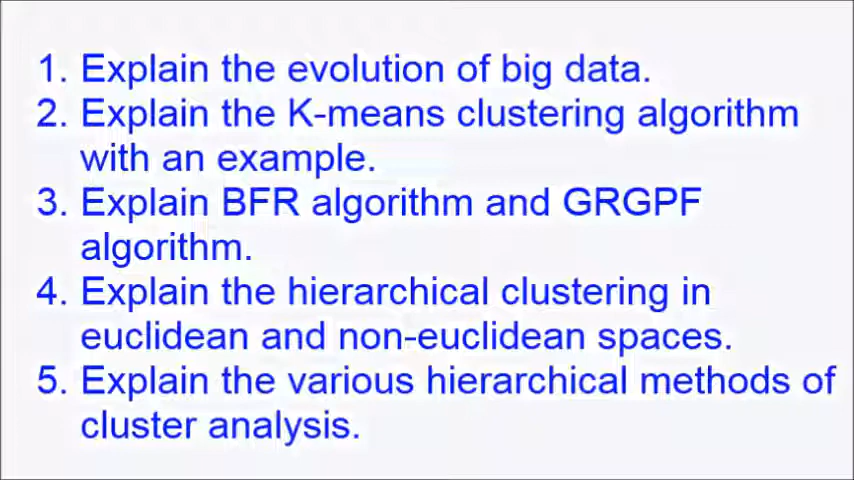 1. Explain the evolution of big data.
2. Explain the K-means clustering algorithm
with an example.
3. Explain BFR algorithm and GRGPF
algorithm.
4. Explain the hierarchical clustering in
euclidean and non-euclidean spaces.
5. Explain the various hierarchical methods of
cluster analysis.